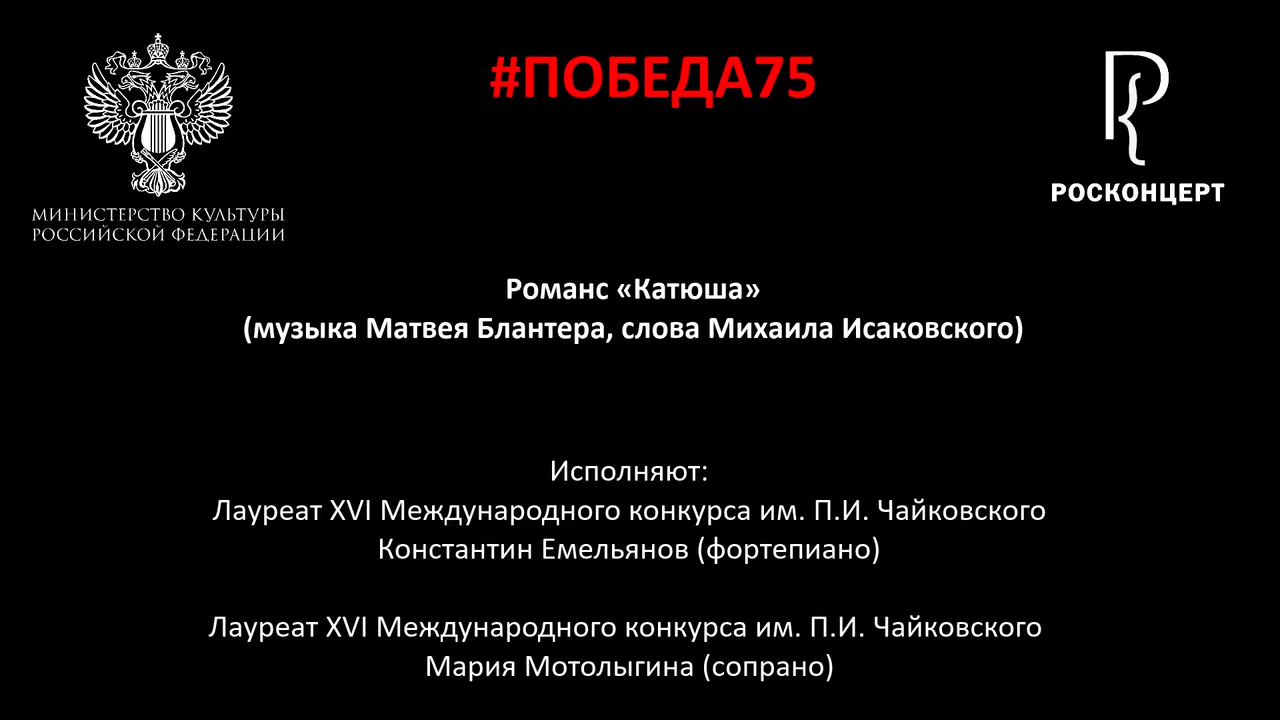 #ПОБЕДА75
МИНИСТЕРСТВО КУЛЬТУРЫ
РОССИЙСКОЙ ФЕДЕРАЦИИ
РОСКОНЦЕРТ
Романс «Катюша»
(музыка Матвея Блантера, слова Михаила Исаковского)
Исполняют:
Лауреат XVI Международного конкурса им. П.И. Чайковского
Константин Емельянов (фортепиано)
Лауреат XVI Международного конкурса им. П.И. Чайковского
Мария Мотолыгина (сопрано)